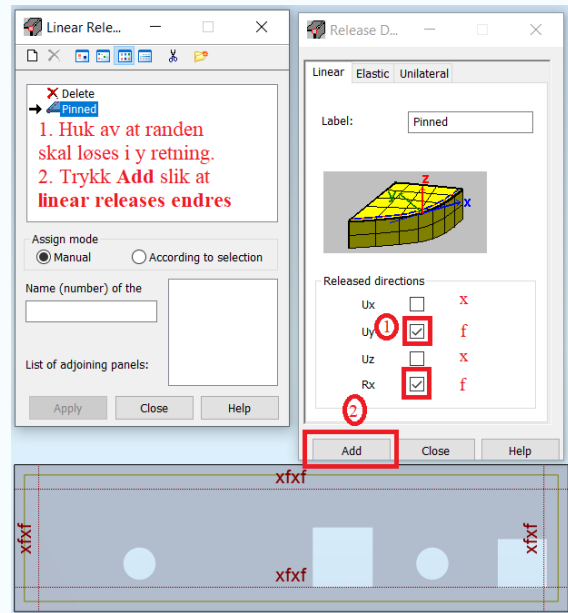 Linear Rele...
Delete
Pinned
1. Huk av at randen
skal løses i y retning.
2. Trykk Add slik at
linear releases endres
Assign mode
Manual
According to selection
Name (number) of the
List of adjoining panels:
Apply
Close
Help
Release D...
Linear
Elastic
Unilateral
Label:
Pinned
z
y
x
Released directions
Ux
x
1
Uy
f
Uz
x
Rx
f
2
Add
Close
Help
xfxf
xfxf
xfxf
xfxf